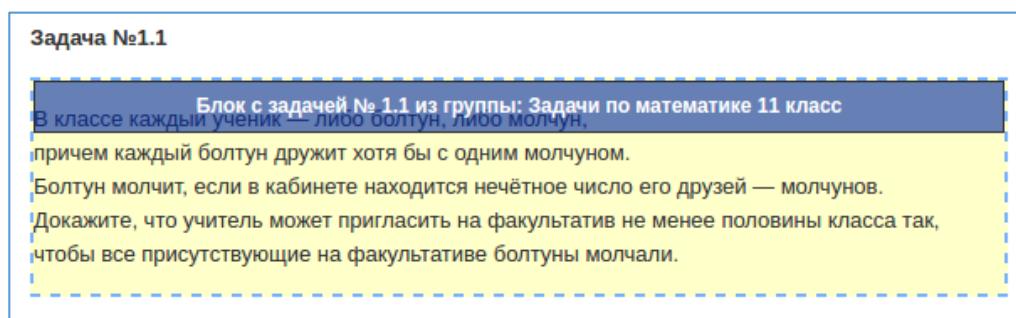 Задача №1.1
Блок с задачей № 1.1 из группы: Задачи по математике 11 класс
В классе каждый ученик — либо болтун, либо молчун,
причем каждый болтун дружит хотя бы с одним молчуном.
Болтун молчит, если в кабинете находится нечётное число его друзей — молчунов.
Докажите, что учитель может пригласить на факультатив не менее половины класса так,
чтобы все присутствующие на факультативе болтуны молчали.